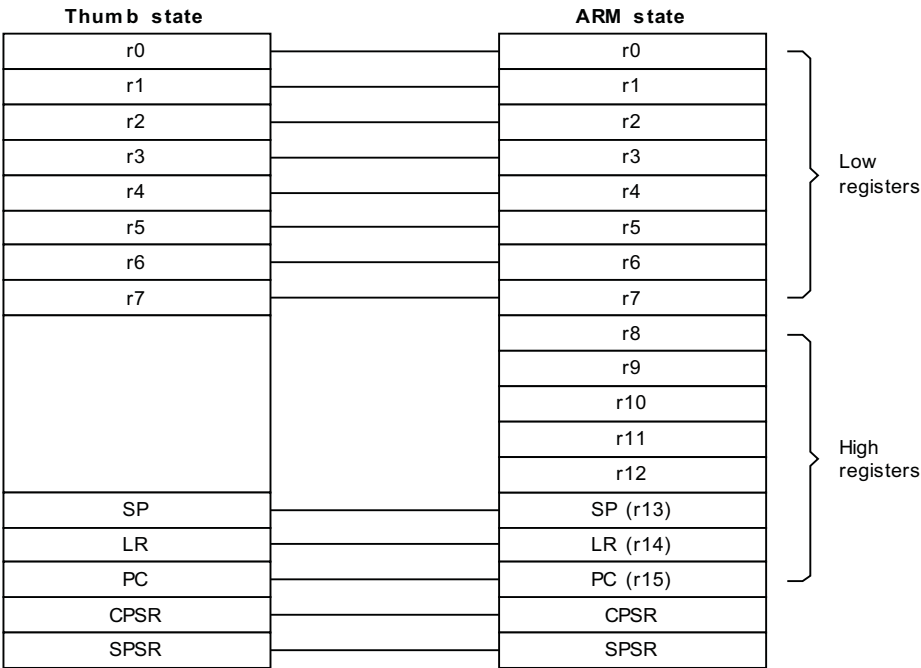 Thumb state
r0
r1
r2
r3
r4
r5
r6
r7
SP
LR
PC
CPSR
SPSR
ARM state
r0
r1
r2
r3
r4
r5
r6
r7
r8
r9
r10
r11
r12
SP (r13)
LR (r14)
PC (r15)
CPSR
SPSR
Low
registers
High
registers